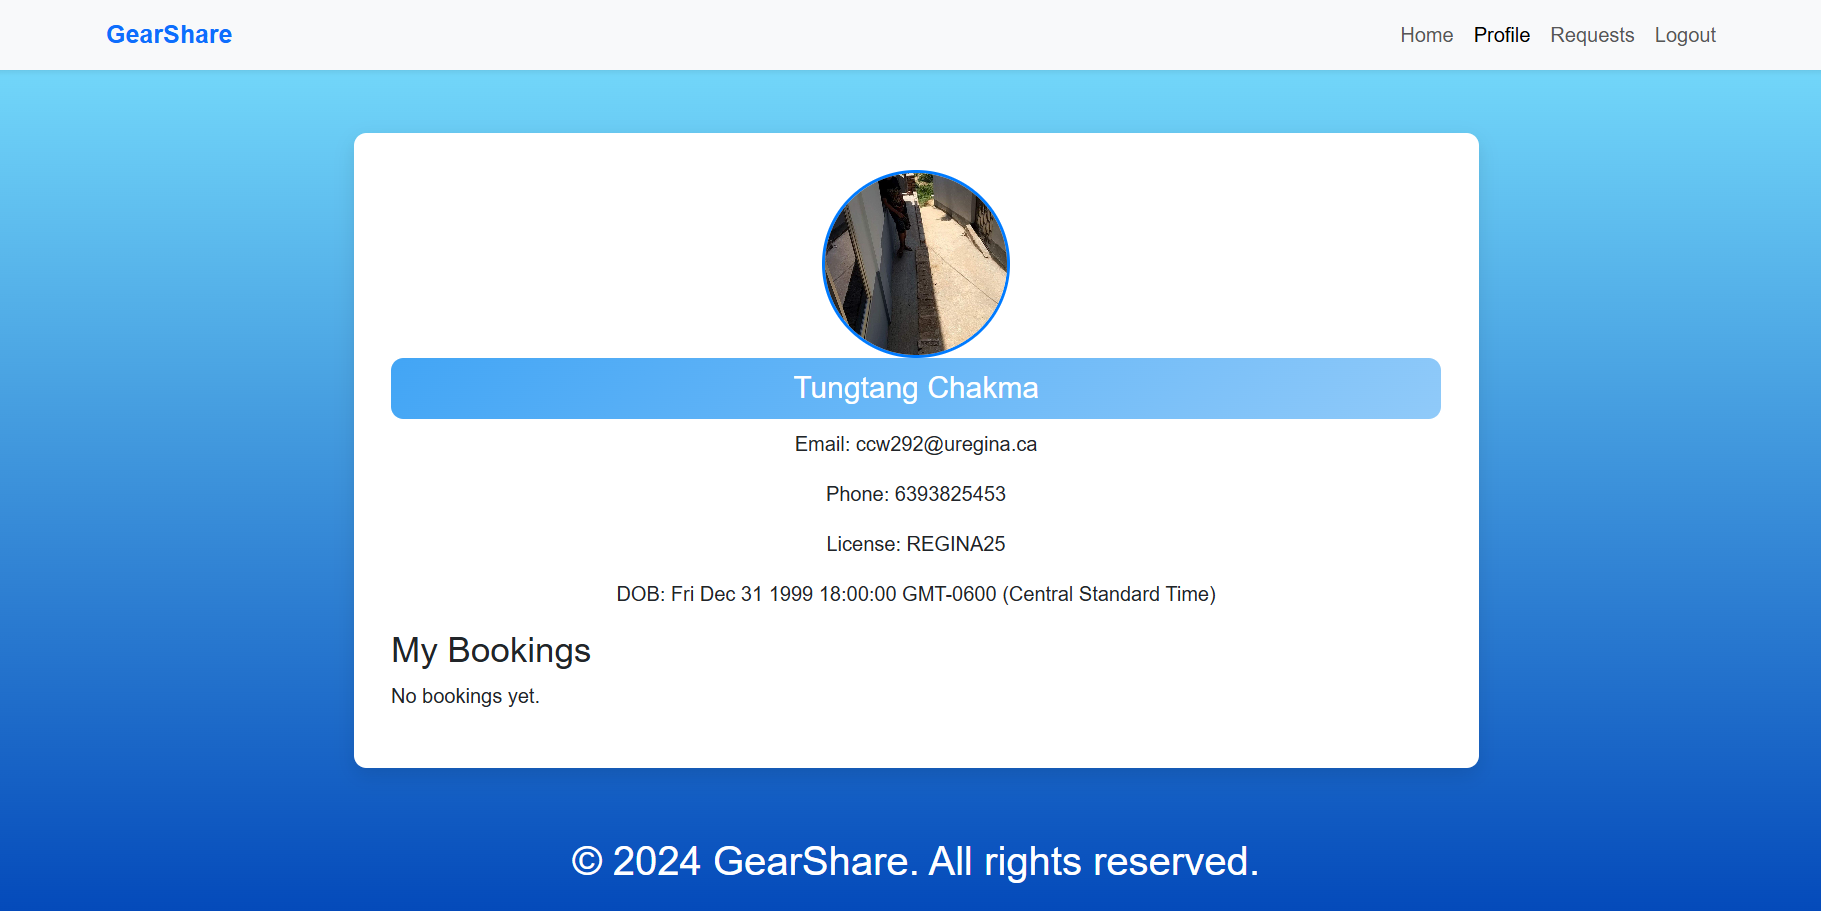 GearShare
Home Profile Requests Logout
Tungtang Chakma
Email: ccw292@uregina.ca
Phone: 6393825453
License: REGINA25
DOB: Fri Dec 31 1999 18:00:00 GMT-0600 (Central Standard Time)
My Bookings
No bookings yet.
© 2024 GearShare. All rights reserved.